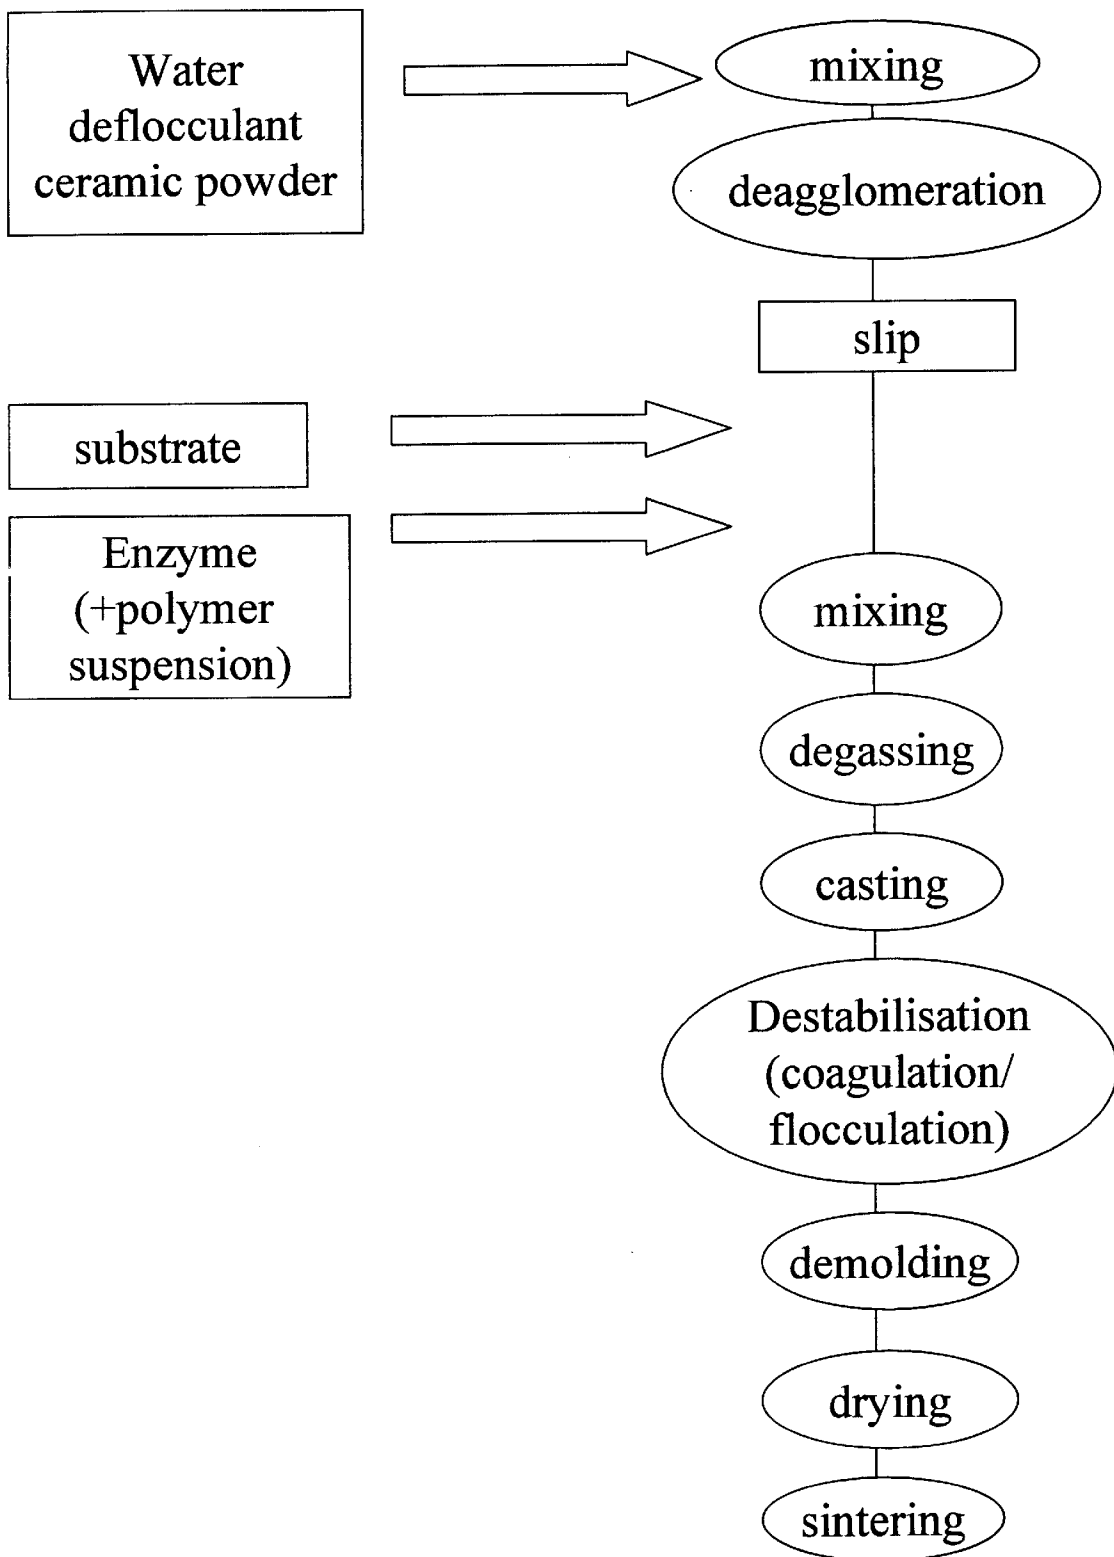 Water
deflocculant
ceramic powder
mixing
deagglomeration
slip
substrate
Enzyme
(+polymer
suspension)
mixing
degassing
casting
Destabilisation
(coagulation/
flocculation)
demolding
drying
sintering